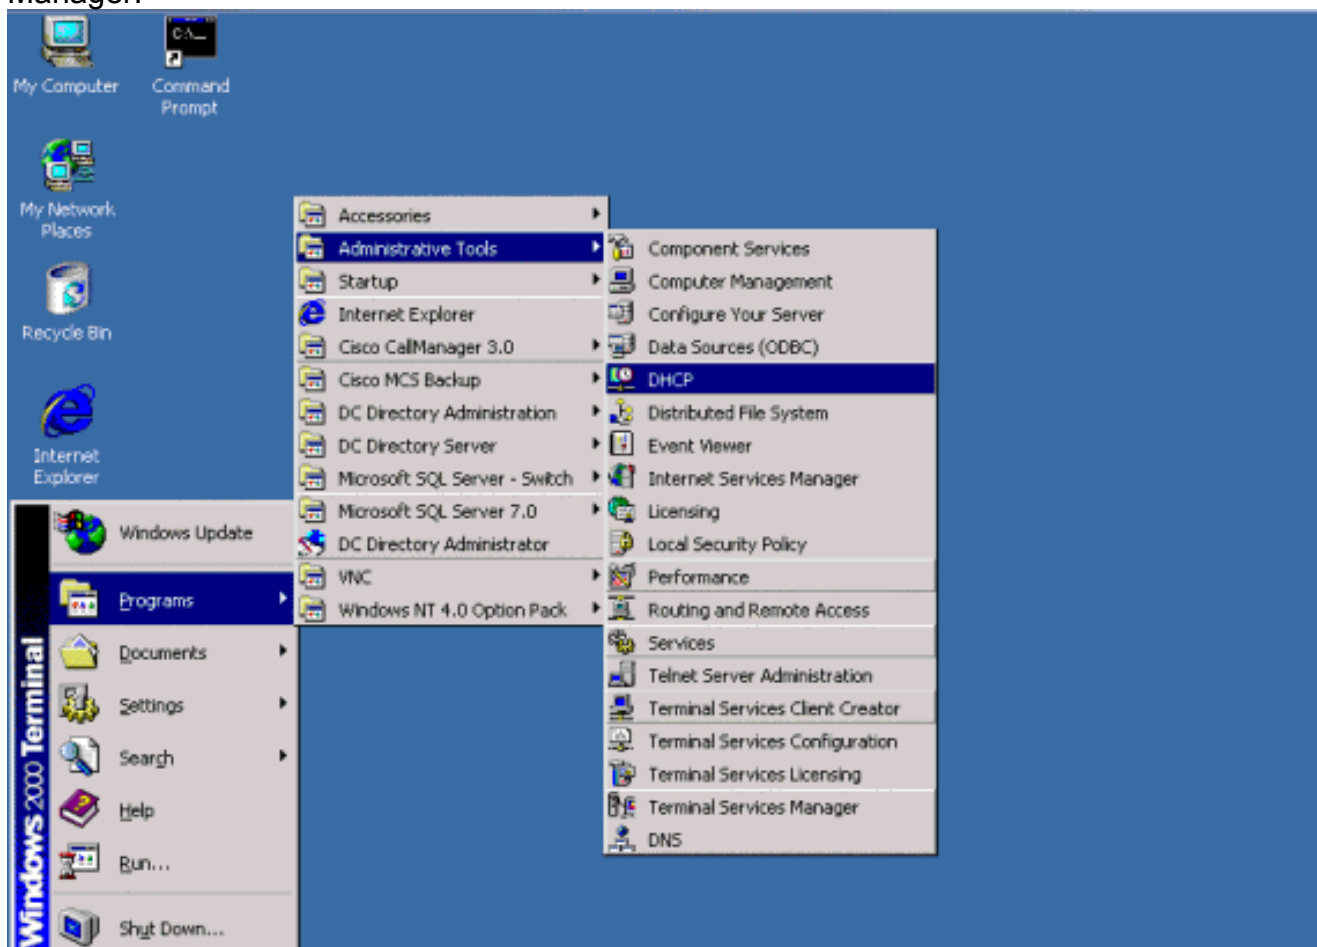 Manager.
C:\_
My Computer
Command
Prompt
My Network
Places
Recycle Bin
Internet
Explorer
Windows Update
Programs
Documents
Settings
Search
Help
Run...
Shut Down...
Windows 2000 Terminal
Accessories
Administrative Tools
Startup
Internet Explorer
Cisco CallManager 3.0
Cisco MCS Backup
DC Directory Administration
DC Directory Server
Microsoft SQL Server - Switch
Microsoft SQL Server 7.0
DC Directory Administrator
VNC
Windows NT 4.0 Option Pack
Component Services
Computer Management
Configure Your Server
Data Sources (ODBC)
DHCP
Distributed File System
Event Viewer
Internet Services Manager
Licensing
Local Security Policy
Performance
Routing and Remote Access
Services
Telnet Server Administration
Terminal Services Client Creator
Terminal Services Configuration
Terminal Services Licensing
Terminal Services Manager
DNS